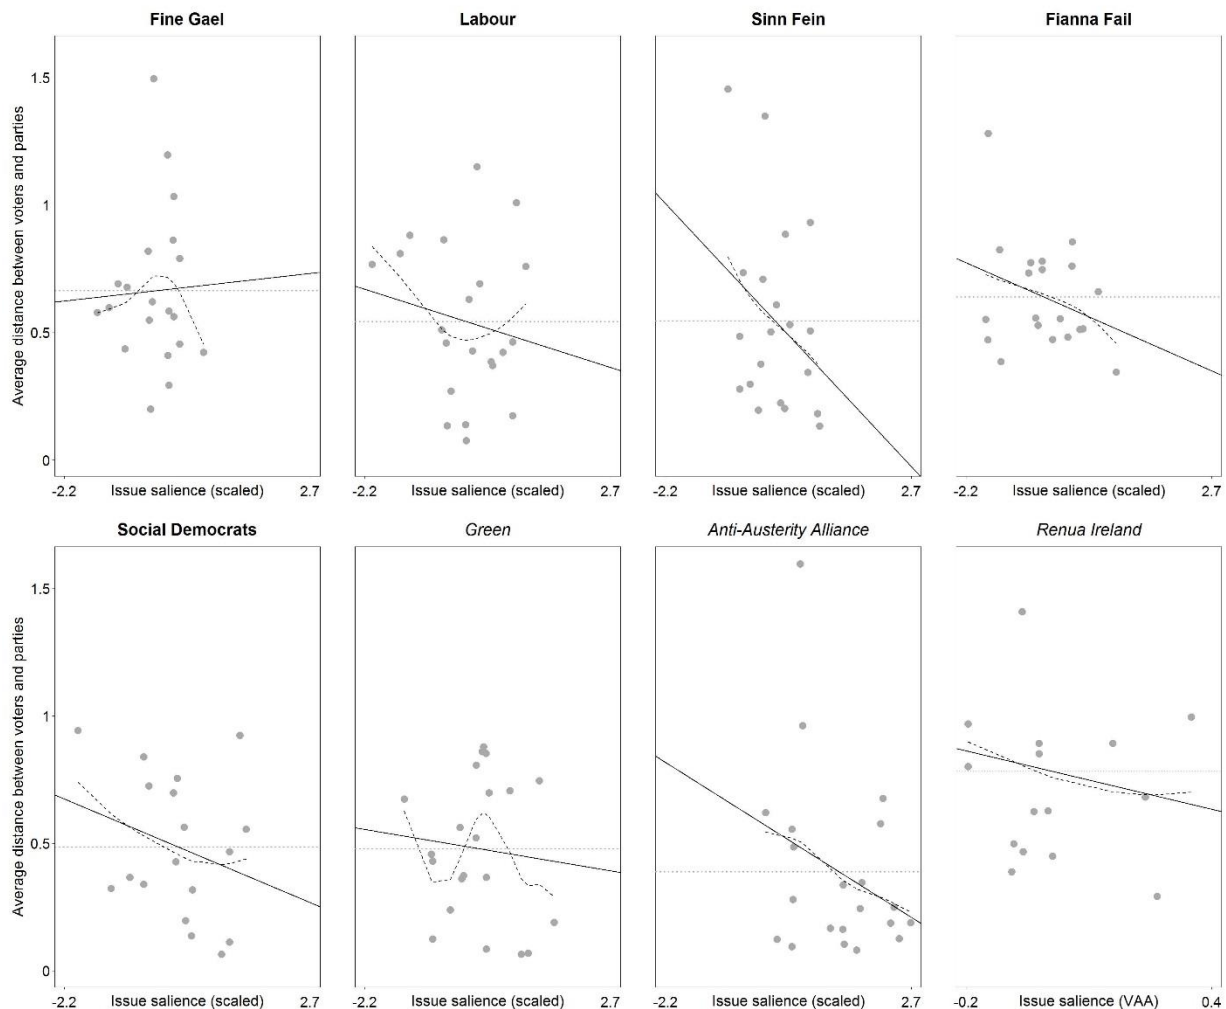 Fine Gael
Labour
Sinn Fein
Fianna Fail
Average distance between voters and parties
1.5
1
0.5
0
-2.2 Issue salience (scaled) 2.7
-2.2 Issue salience (scaled) 2.7
-2.2 Issue salience (scaled) 2.7
-2.2 Issue salience (scaled) 2.7
Social Democrats
Green
Anti-Austerity Alliance
Renua Ireland
Average distance between voters and parties
1.5
1
0.5
0
-2.2 Issue salience (scaled) 2.7
-2.2 Issue salience (scaled) 2.7
-2.2 Issue salience (scaled) 2.7
-0.2 Issue salience (VAA) 0.4